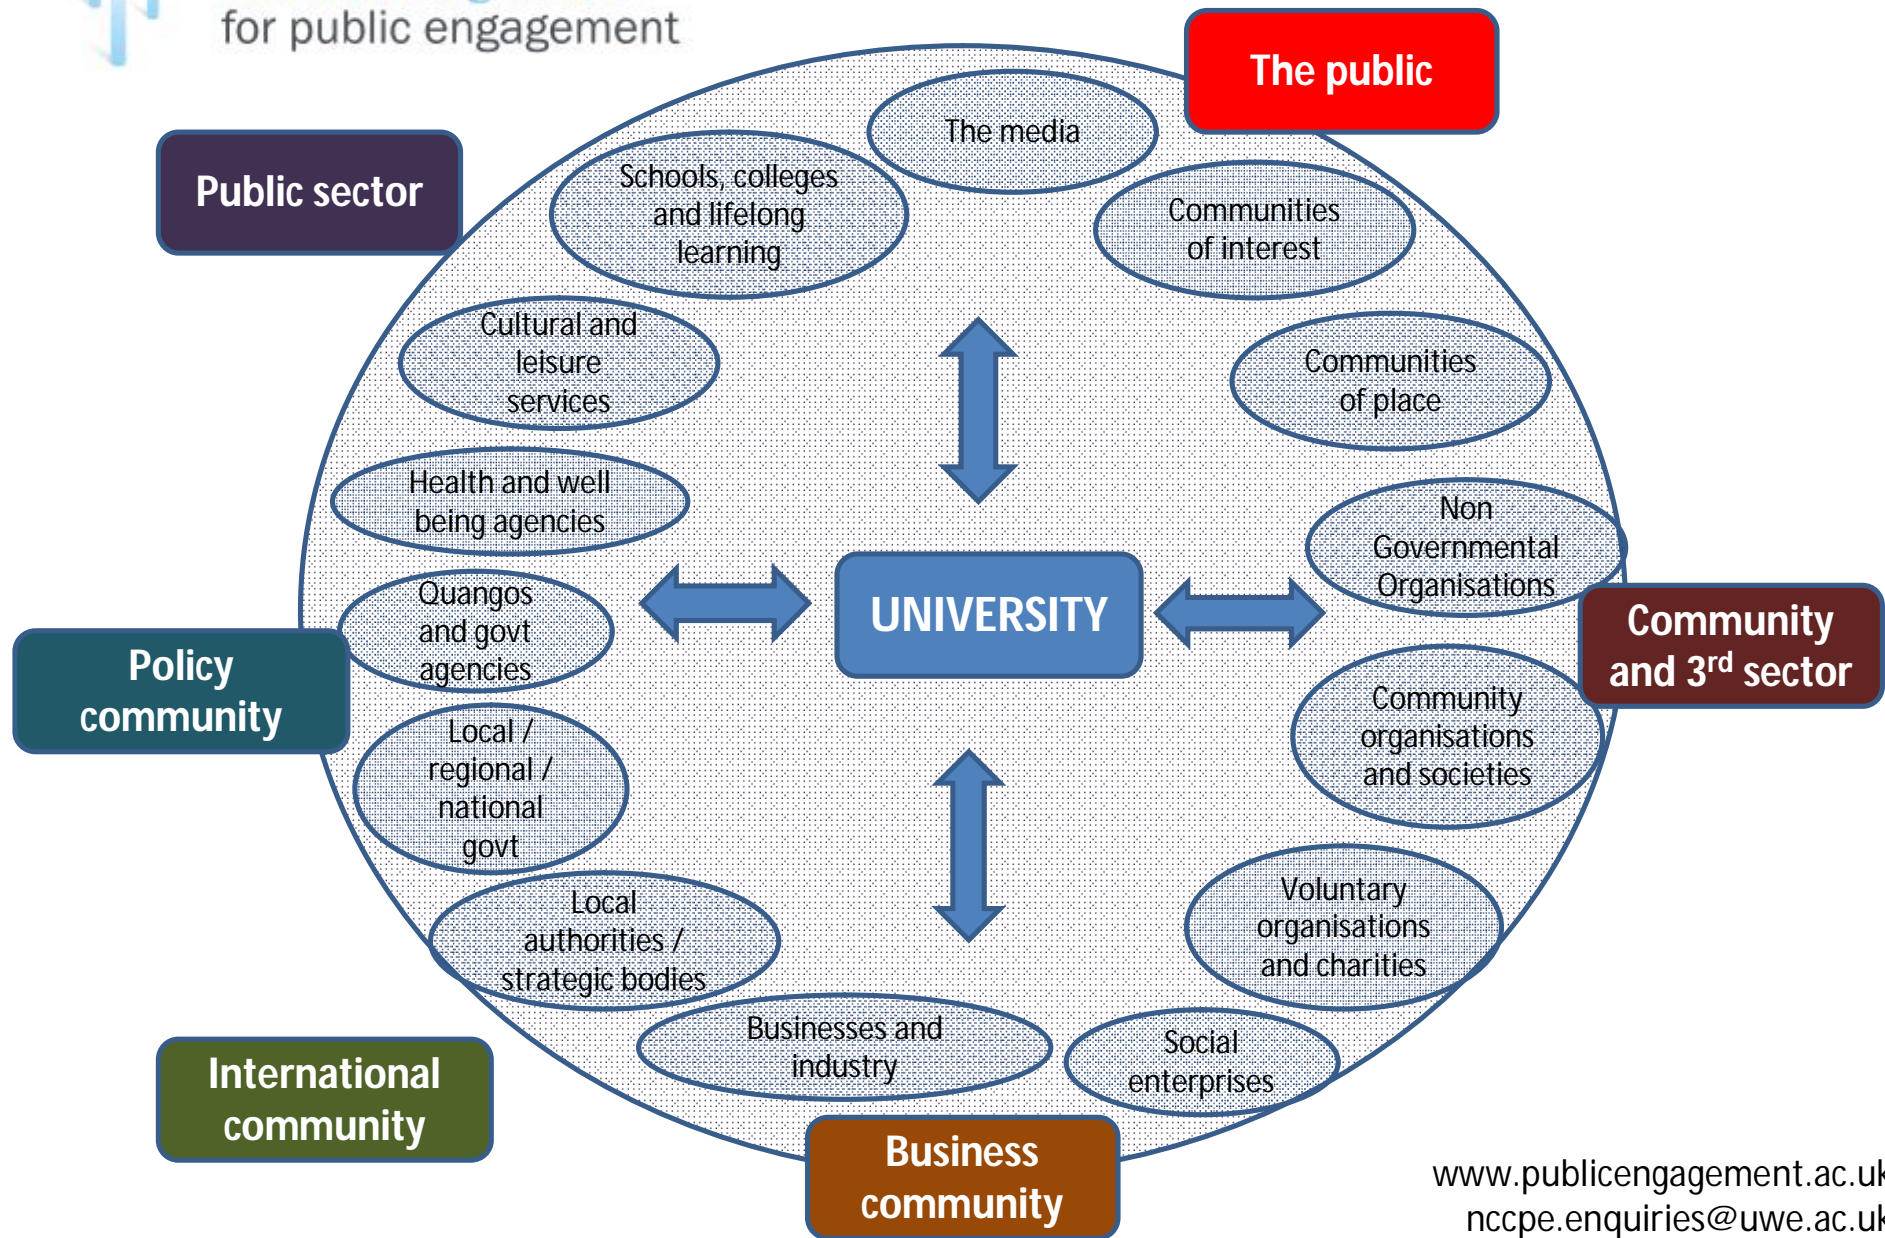 for public engagement
The public
The media
Public sector
Schools, colleges
and lifelong
learning
Communities
of interest
Cultural and
leisure
services
Communities
of place
Health and well
being agencies
Non
Governmental
Organisations
Quangos
and govt
agencies
UNIVERSITY
Community
and 3rd sector
Policy
community
Community
organisations
and societies
Local /
regional /
national
govt
Voluntary
organisations
and charities
Local
authorities /
strategic bodies
Businesses and
industry
Social
enterprises
International
community
Business
community
www.publicengagement.ac.uk
nccpe.enquiries@uwe.ac.uk